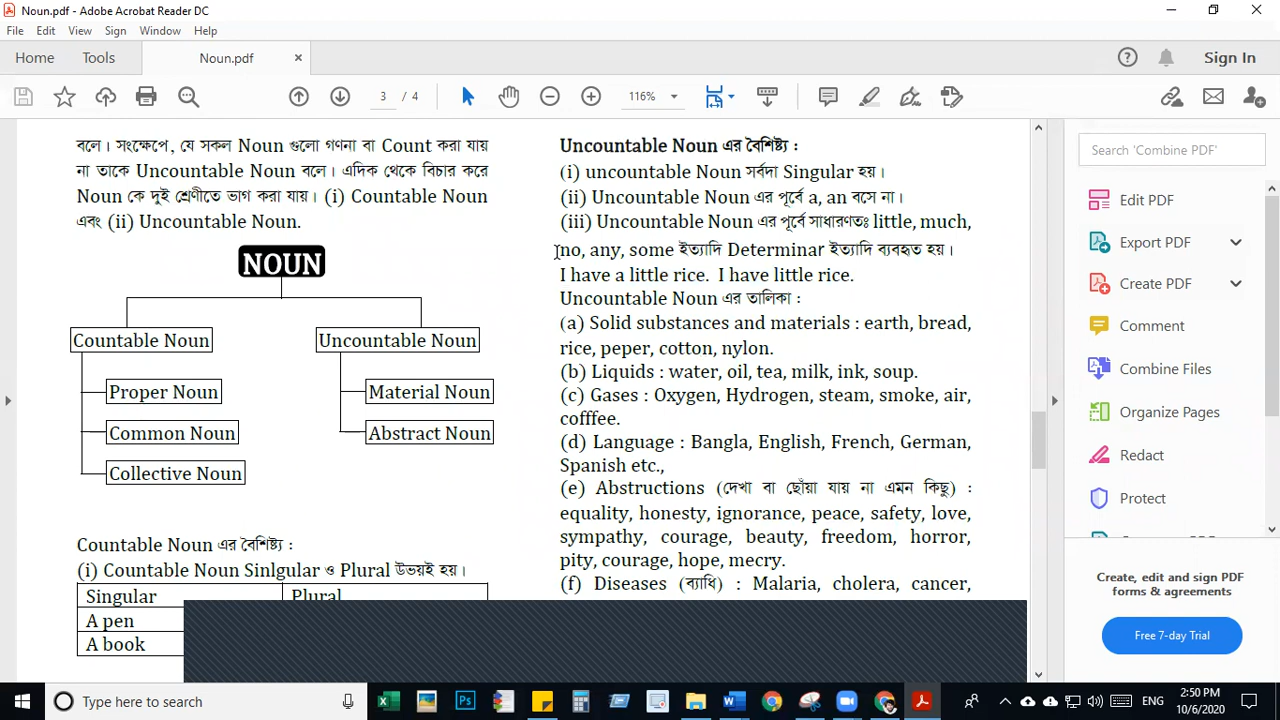 Noun.pdf - Adobe Acrobat Reader DC
File Edit View Sign Window Help
Home Tools Noun.pdf × Sign In
3 / 4 116%
বলে। সংক্ষেপে, যে সকল Noun গুলো গণনা বা Count করা যায়
না তাকে Uncountable Noun বলে। এদিক থেকে বিচার করে
Noun কে দুই শ্রেণীতে ভাগ করা যায়। (i) Countable Noun
এবং (ii) Uncountable Noun.
NOUN
Countable Noun Uncountable Noun
Proper Noun Material Noun
Common Noun Abstract Noun
Collective Noun
Countable Noun এর বৈশিষ্ট্য :
(i) Countable Noun Sinlgular ও Plural উভয়ই হয়।
Singular Plural
A pen
A book
Uncountable Noun এর বৈশিষ্ট্য :
(i) uncountable Noun সর্বদা Singular হয়।
(ii) Uncountable Noun এর পূর্বে a, an বসে না।
(iii) Uncountable Noun এর পূর্বে সাধারণতঃ little, much,
no, any, some ইত্যাদি Determinar ইত্যাদি ব্যবহৃত হয়।
I have a little rice. I have little rice.
Uncountable Noun এর তালিকা :
(a) Solid substances and materials : earth, bread,
rice, peper, cotton, nylon.
(b) Liquids : water, oil, tea, milk, ink, soup.
(c) Gases : Oxygen, Hydrogen, steam, smoke, air,
cofffee.
(d) Language : Bangla, English, French, German,
Spanish etc.,
(e) Abstructions (দেখা বা ছোঁয়া যায় না এমন কিছু) :
equality, honesty, ignorance, peace, safety, love,
sympathy, courage, beauty, freedom, horror,
pity, courage, hope, mecry.
(f) Diseases (ব্যাধি) : Malaria, cholera, cancer,
Search 'Combine PDF'
Edit PDF
Export PDF
Create PDF
Comment
Combine Files
Organize Pages
Redact
Protect
Create, edit and sign PDF
forms & agreements
Free 7-day Trial
Type here to search
ENG
2:50 PM
10/6/2020